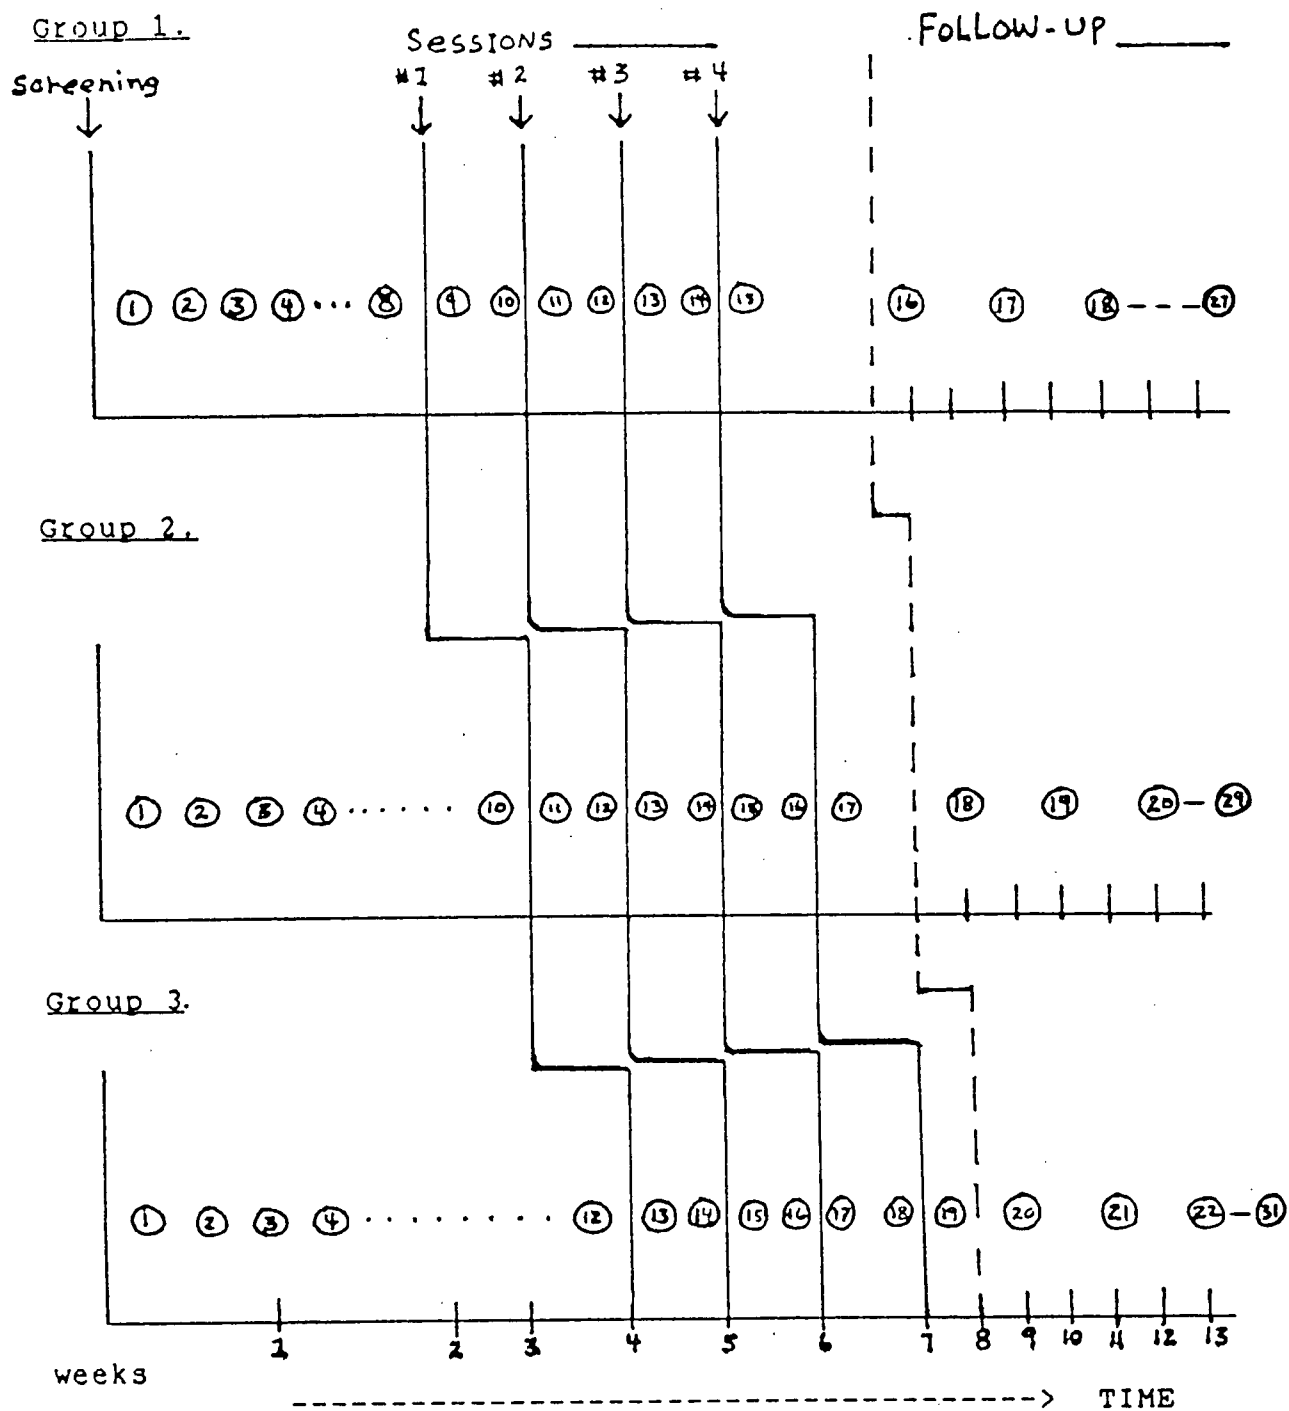 Group 1.
Sessions
Follow-up
Screening
#1 #2 #3 #4
1 2 3 4 ... 8 9 10 11 12 13 14 15 16 17 18 --- 27
Group 2.
1 2 3 4 ...... 10 11 12 13 14 15 16 17 18 19 20 - 29
Group 3.
1 2 3 4 ........ 12 13 14 15 16 17 18 19 20 21 22 - 31
1 2 3 4 5 6 7 8 9 10 11 12 13
weeks
TIME